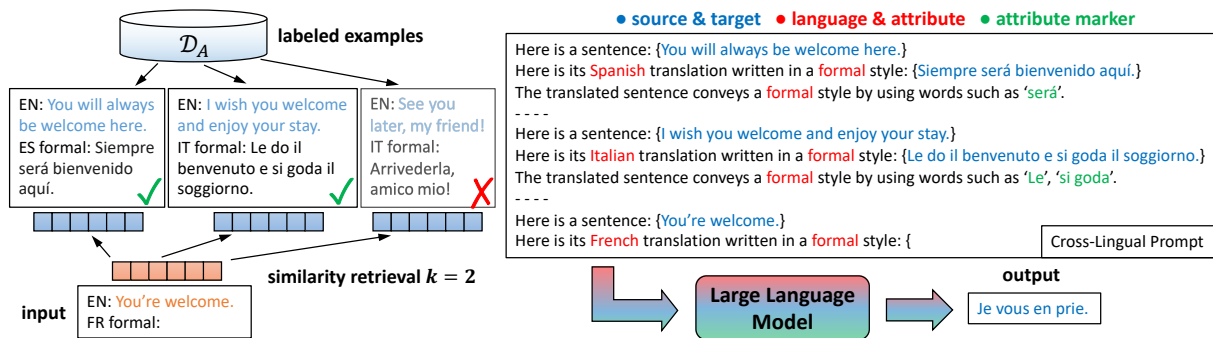 𝒟_A
labeled examples
EN: You will always
be welcome here.
ES formal: Siempre
será bienvenido
aquí.
EN: I wish you welcome
and enjoy your stay.
IT formal: Le do il
benvenuto e si goda il
soggiorno.
EN: See you
later, my friend!
IT formal:
Arrivederla,
amico mio!
similarity retrieval k = 2
input
EN: You're welcome.
FR formal:
● source & target ● language & attribute ● attribute marker
Here is a sentence: {You will always be welcome here.}
Here is its Spanish translation written in a formal style: {Siempre será bienvenido aquí.}
The translated sentence conveys a formal style by using words such as 'será'.
- - - -
Here is a sentence: {I wish you welcome and enjoy your stay.}
Here is its Italian translation written in a formal style: {Le do il benvenuto e si goda il soggiorno.}
The translated sentence conveys a formal style by using words such as 'Le', 'si goda'.
- - - -
Here is a sentence: {You're welcome.}
Here is its French translation written in a formal style: {
Cross-Lingual Prompt
Large Language
Model
output
Je vous en prie.